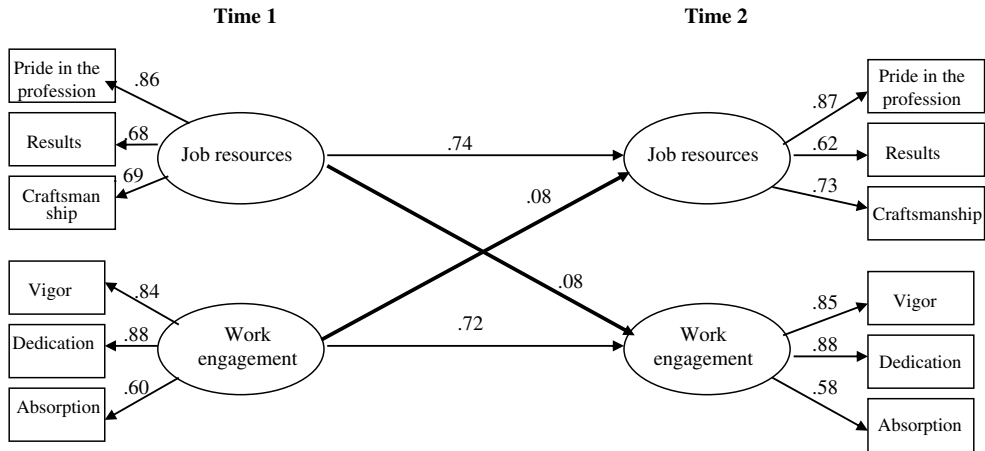 Time 1
Time 2
Pride in the
profession
.86
Results
.68
Craftsman
ship
.69
Job resources
.74
.08
Job resources
.87
Pride in the
profession
.62
Results
.73
Craftsmanship
Vigor
.84
Dedication
.88
Absorption
.60
Work
engagement
.08
.72
Work
engagement
.85
Vigor
.88
Dedication
.58
Absorption